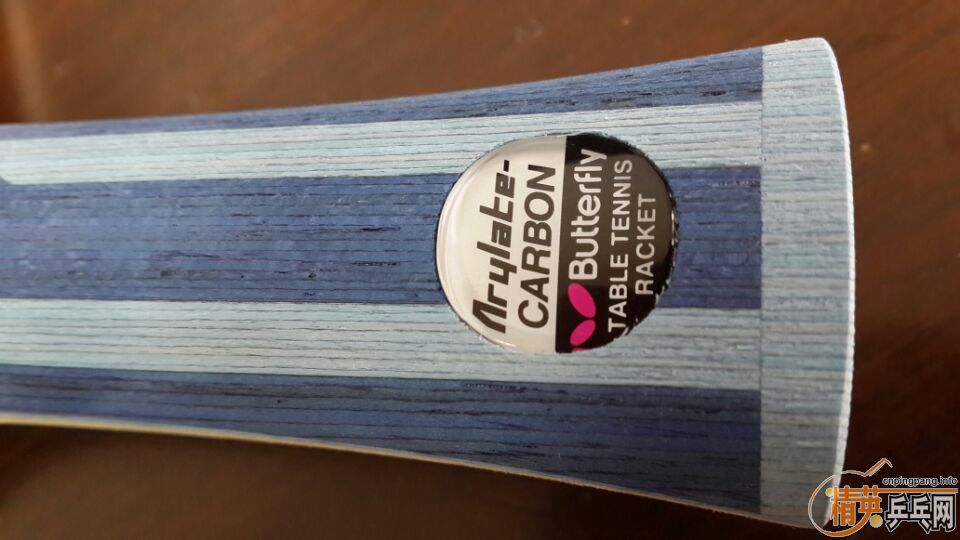 Arylate-
CARBON
Butterfly
TABLE TENNIS
RACKET
cnpingpang.info
精英乒乓网